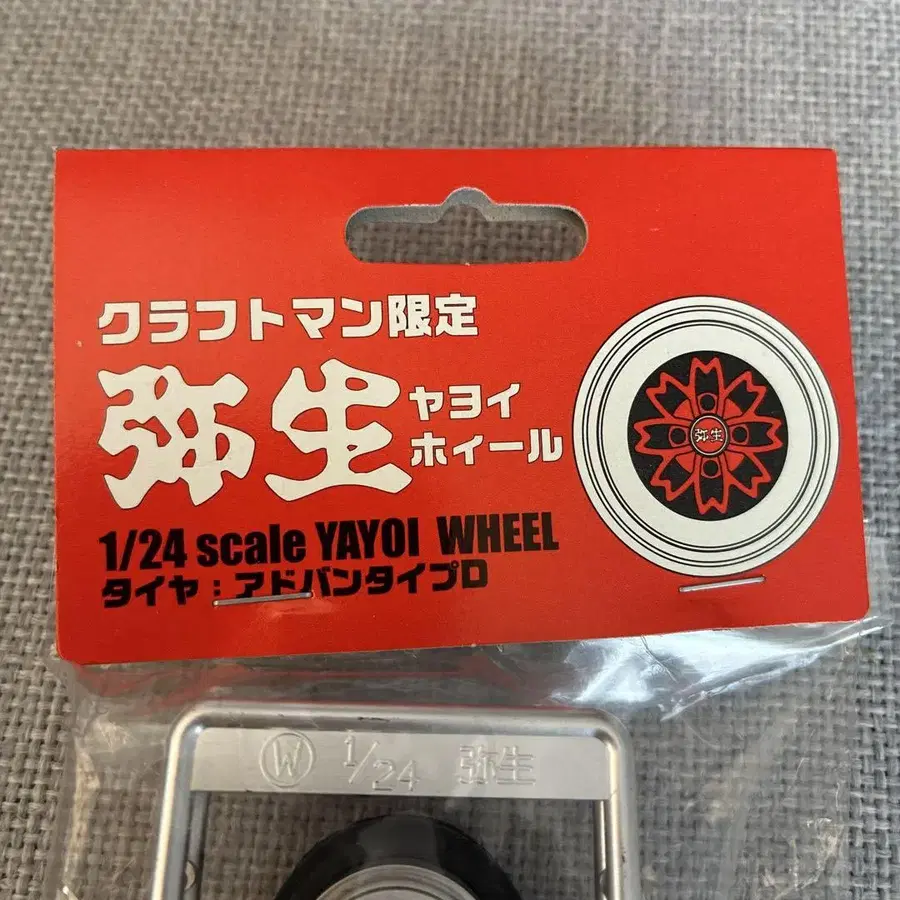 クラフトマン限定
弥生 ヤヨイ
ホイール
弥生
1/24 scale YAYOI WHEEL
タイヤ：アドバンタイプD
W 1/24 弥生